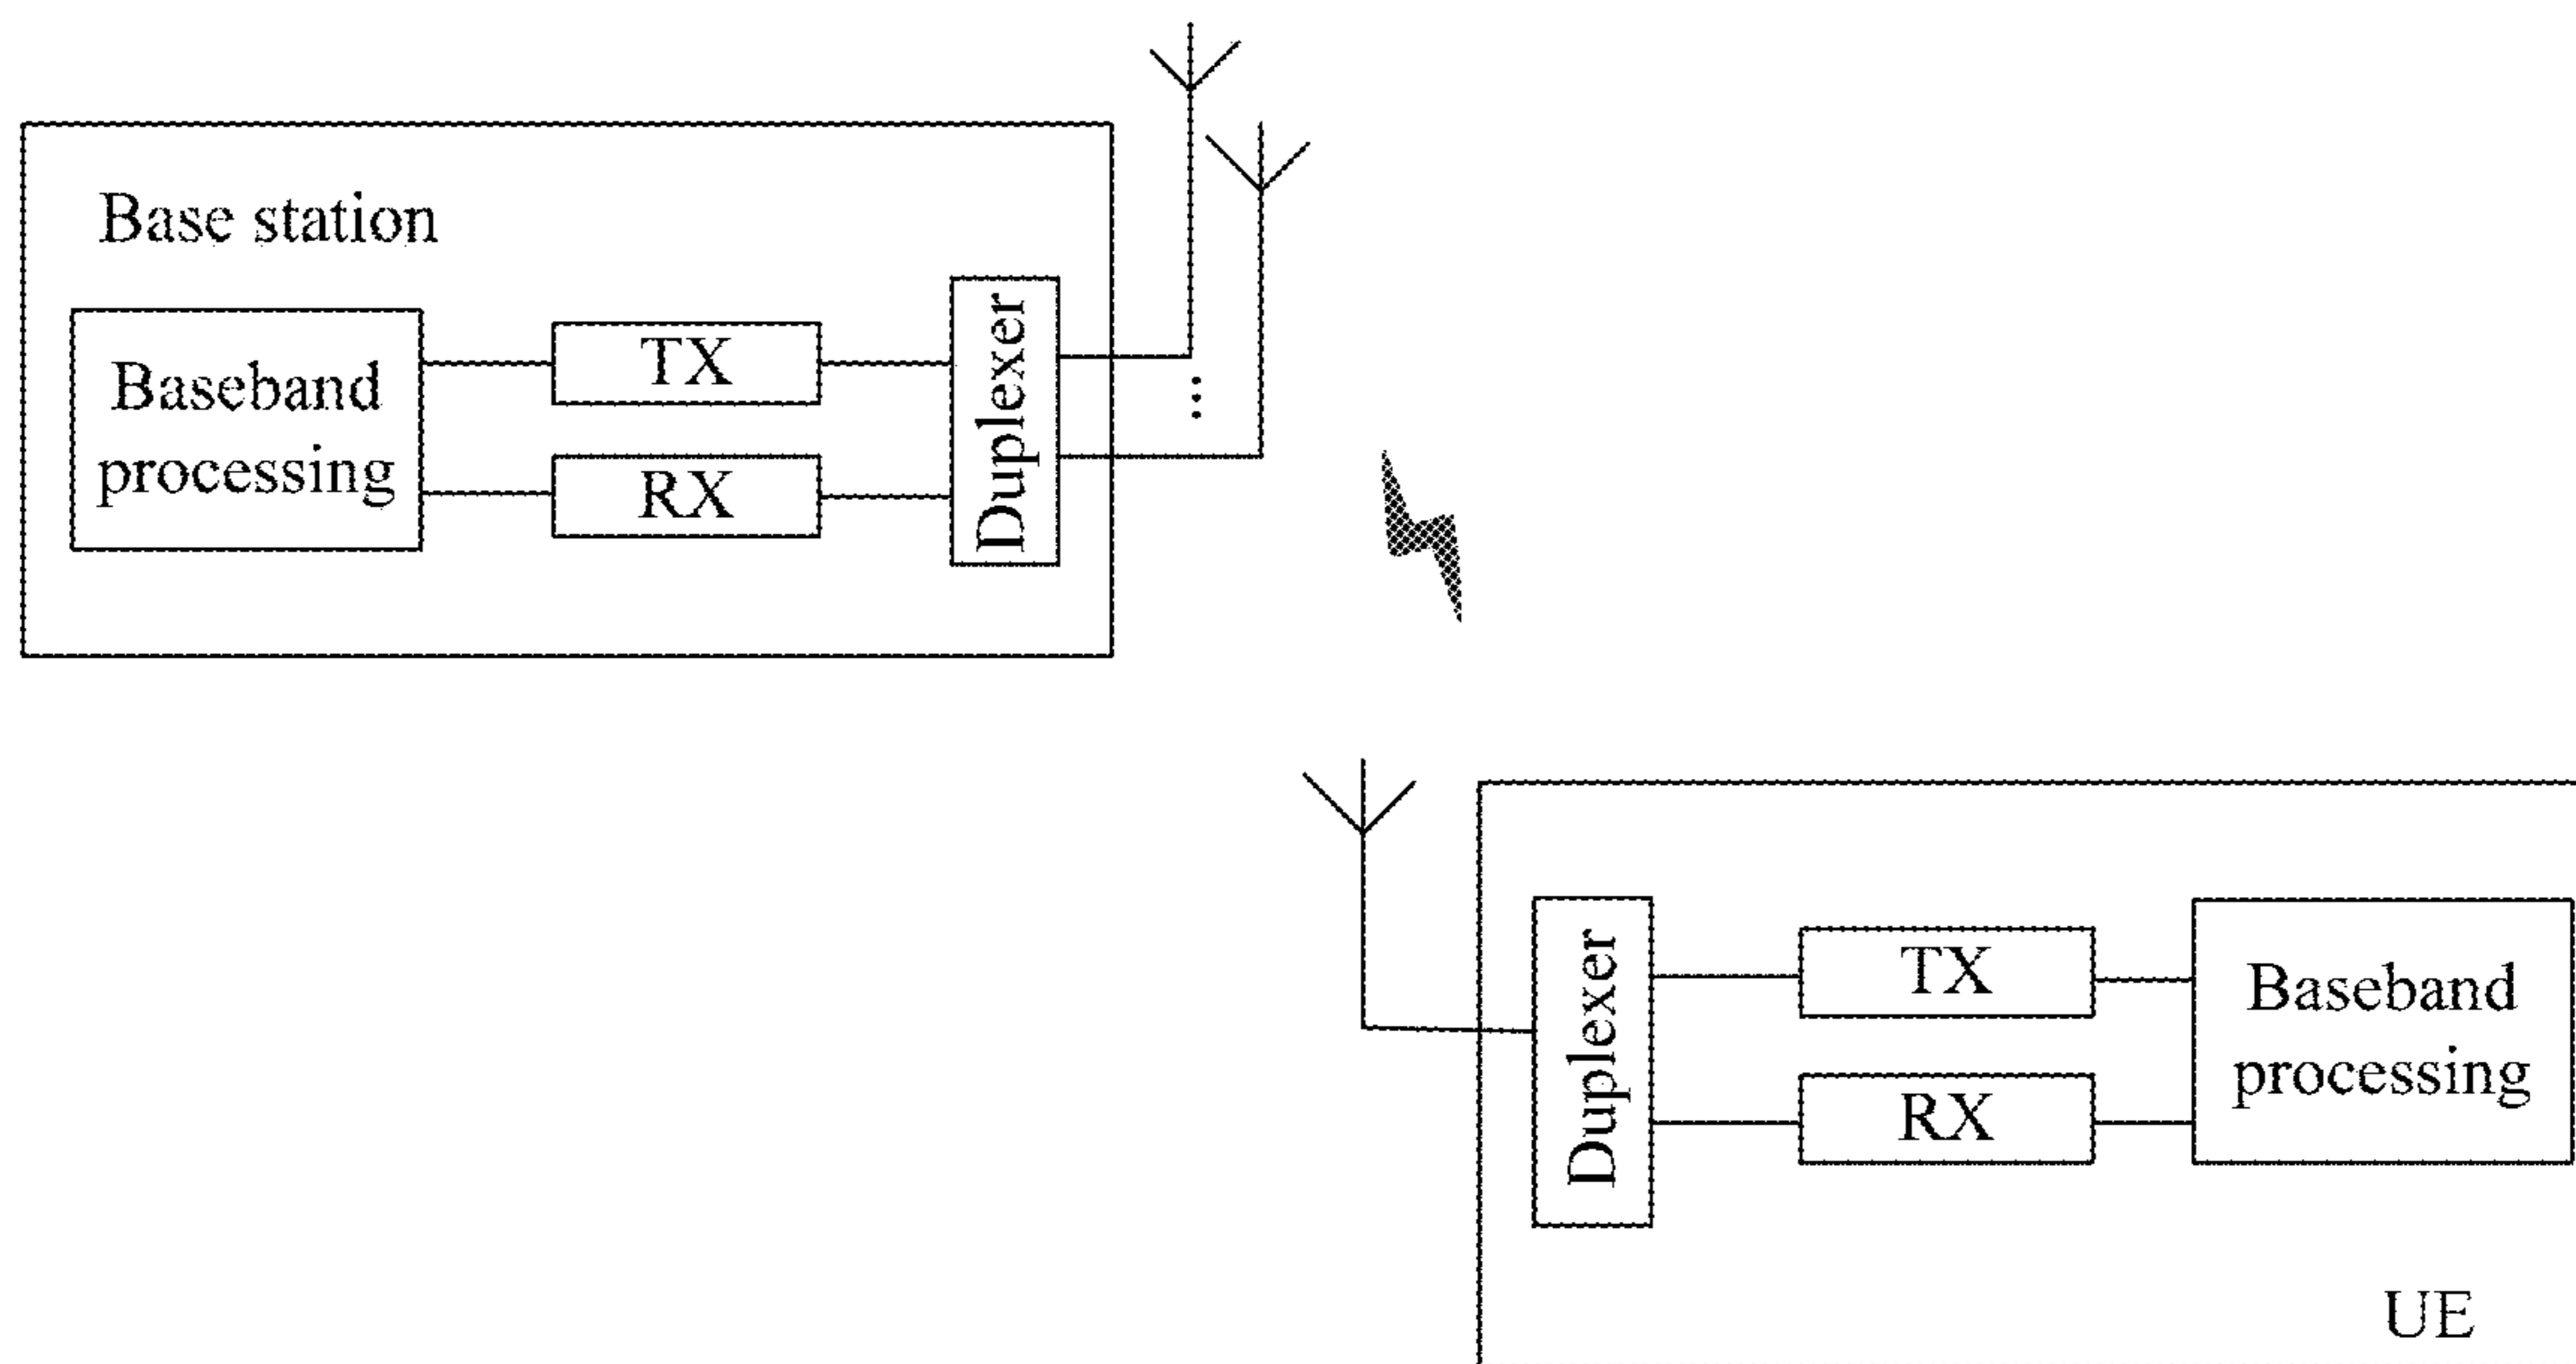 Base station
Baseband
processing
TX
RX
Duplexer
...
Duplexer
TX
RX
Baseband
processing
UE